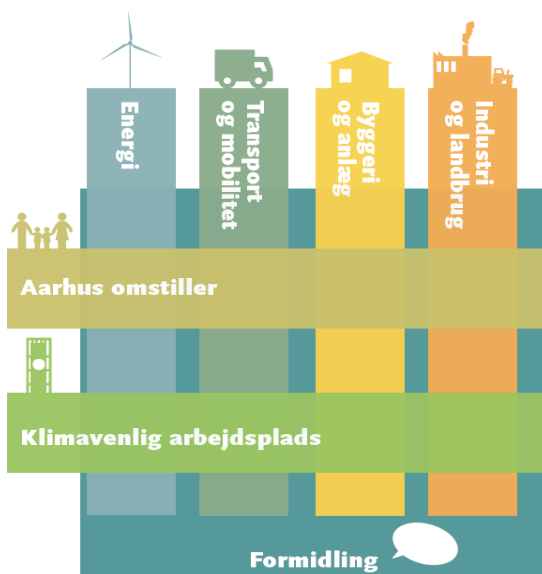 Energi
Transport
og mobilitet
Byggeri
og anlæg
Industri
og landbrug
Aarhus omstiller
Klimavenlig arbejdsplads
Formidling